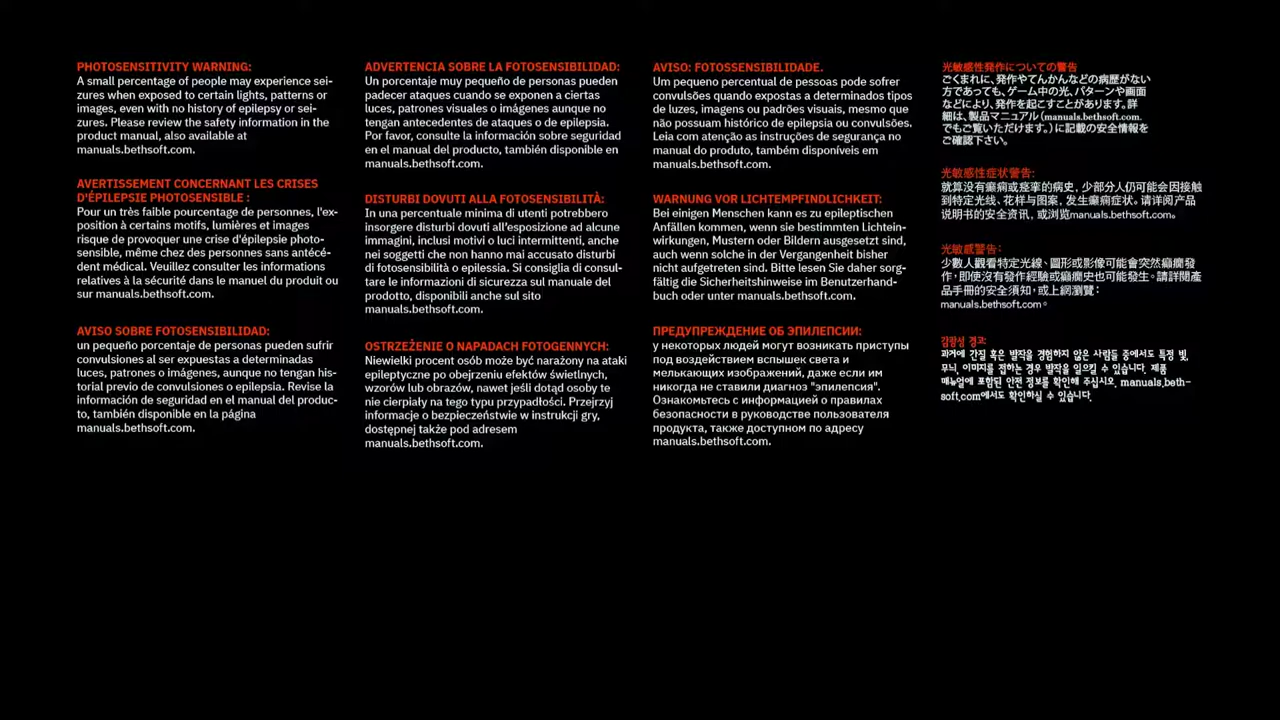 PHOTOSENSITIVITY WARNING:
A small percentage of people may experience sei-
zures when exposed to certain lights, patterns or
images, even with no history of epilepsy or sei-
zures. Please review the safety information in the
product manual, also available at
manuals.bethsoft.com.
AVERTISSEMENT CONCERNANT LES CRISES
D'ÉPILEPSIE PHOTOSENSIBLE :
Pour un très faible pourcentage de personnes, l'ex-
position à certains motifs, lumières et images
risque de provoquer une crise d'épilepsie photo-
sensible, même chez des personnes sans antécé-
dent médical. Veuillez consulter les informations
relatives à la sécurité dans le manuel du produit ou
sur manuals.bethsoft.com.
AVISO SOBRE FOTOSENSIBILIDAD:
un pequeño porcentaje de personas pueden sufrir
convulsiones al ser expuestas a determinadas
luces, patrones o imágenes, aunque no tengan his-
torial previo de convulsiones o epilepsia. Revise la
información de seguridad en el manual del produc-
to, también disponible en la página
manuals.bethsoft.com.
ADVERTENCIA SOBRE LA FOTOSENSIBILIDAD:
Un porcentaje muy pequeño de personas pueden
padecer ataques cuando se exponen a ciertas
luces, patrones visuales o imágenes aunque no
tengan antecedentes de ataques o de epilepsia.
Por favor, consulte la información sobre seguridad
en el manual del producto, también disponible en
manuals.bethsoft.com.
DISTURBI DOVUTI ALLA FOTOSENSIBILITÀ:
In una percentuale minima di utenti potrebbero
insorgere disturbi dovuti all'esposizione ad alcune
immagini, inclusi motivi o luci intermittenti, anche
nei soggetti che non hanno mai accusato disturbi
di fotosensibilità o epilessia. Si consiglia di consul-
tare le informazioni di sicurezza sul manuale del
prodotto, disponibili anche sul sito
manuals.bethsoft.com.
OSTRZEŻENIE O NAPADACH FOTOGENNYCH:
Niewielki procent osób może być narażony na ataki
epileptyczne po obejrzeniu efektów świetlnych,
wzorów lub obrazów, nawet jeśli dotąd osoby te
nie cierpiały na tego typu przypadłości. Przejrzyj
informacje o bezpieczeństwie w instrukcji gry,
dostępnej także pod adresem
manuals.bethsoft.com.
AVISO: FOTOSSENSIBILIDADE.
Um pequeno percentual de pessoas pode sofrer
convulsões quando expostas a determinados tipos
de luzes, imagens ou padrões visuais, mesmo que
não possuam histórico de epilepsia ou convulsões.
Leia com atenção as instruções de segurança no
manual do produto, também disponíveis em
manuals.bethsoft.com.
WARNUNG VOR LICHTEMPFINDLICHKEIT:
Bei einigen Menschen kann es zu epileptischen
Anfällen kommen, wenn sie bestimmten Lichtein-
wirkungen, Mustern oder Bildern ausgesetzt sind,
auch wenn solche in der Vergangenheit bisher
nicht aufgetreten sind. Bitte lesen Sie daher sorg-
fältig die Sicherheitshinweise im Benutzerhand-
buch oder unter manuals.bethsoft.com.
ПРЕДУПРЕЖДЕНИЕ ОБ ЭПИЛЕПСИИ:
у некоторых людей могут возникать приступы
под воздействием вспышек света и
мелькающих изображений, даже если им
никогда не ставили диагноз "эпилепсия".
Ознакомьтесь с информацией о правилах
безопасности в руководстве пользователя
продукта, также доступном по адресу
manuals.bethsoft.com.
光敏感性発作についての警告
ごくまれに、発作やてんかんなどの病歴がない
方であっても、ゲーム中の光、パターンや画面
などにより、発作を起こすことがあります。詳
細は、製品マニュアル(manuals.bethsoft.com.
でもご覧いただけます。)に記載の安全情報を
ご確認下さい。
光敏感性症状警告:
就算没有癫痫或痉挛的病史，少部分人仍可能会因接触
到特定光线、花样与图案，发生癫痫症状。请详阅产品
说明书的安全资讯，或浏览manuals.bethsoft.com。
光敏感警告:
少數人觀看特定光線、圖形或影像可能會突然癲癇發
作，即使沒有發作經驗或癲癇史也可能發生。請詳閱產
品手冊的安全須知，或上網瀏覽：
manuals.bethsoft.com。
감광성 경고:
과거에 간질 혹은 발작을 경험하지 않은 사람들 중에서도 특정 빛,
무늬, 이미지를 접하는 경우 발작을 일으킬 수 있습니다. 제품
매뉴얼에 포함된 안전 정보를 확인해 주십시오. manuals.beth-
soft.com에서도 확인하실 수 있습니다.